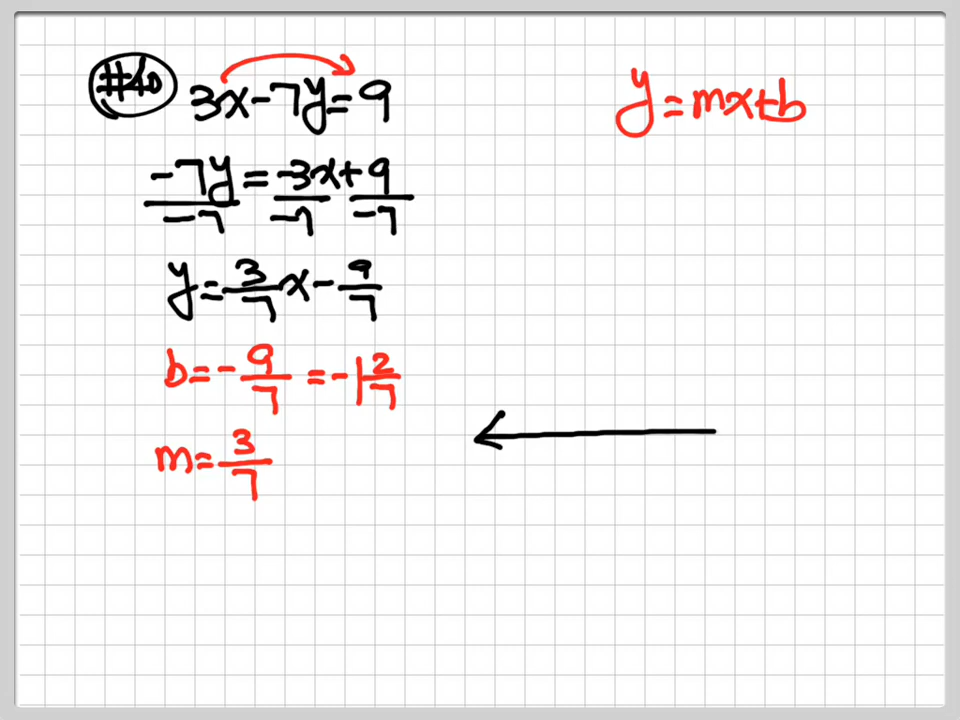 #40 3x-7y=9
y=mx+b
-7y/-7 = -3x/-7 + 9/-7
y=3/7x-9/7
b=-9/7=-1 2/7
m=3/7